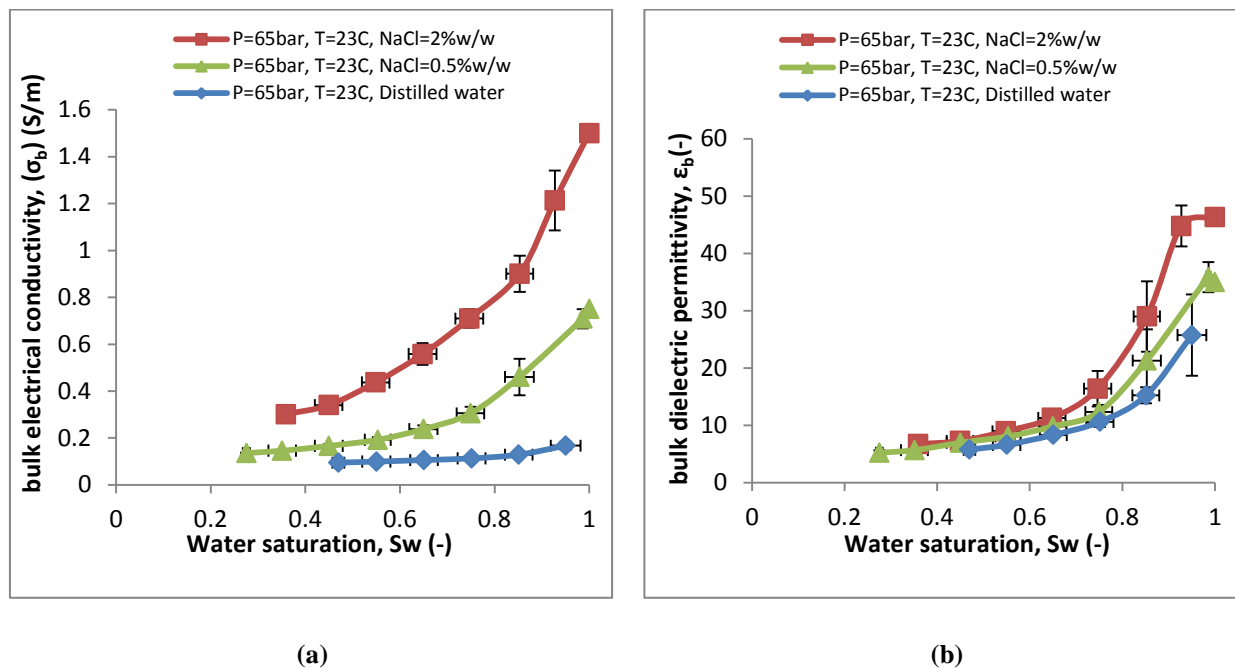 P=65bar, T=23C, NaCl=2%w/w
P=65bar, T=23C, NaCl=0.5%w/w
P=65bar, T=23C, Distilled water
bulk electrical conductivity, (σb) (S/m)
1.6
1.4
1.2
1
0.8
0.6
0.4
0.2
0
0 0.2 0.4 0.6 0.8 1
Water saturation, Sw (-)
(a)
P=65bar, T=23C, NaCl=2%w/w
P=65bar, T=23C, NaCl=0.5%w/w
P=65bar, T=23C, Distilled water
bulk dielectric permittivity, εb(-)
60
50
40
30
20
10
0
0 0.2 0.4 0.6 0.8 1
Water saturation, Sw (-)
(b)